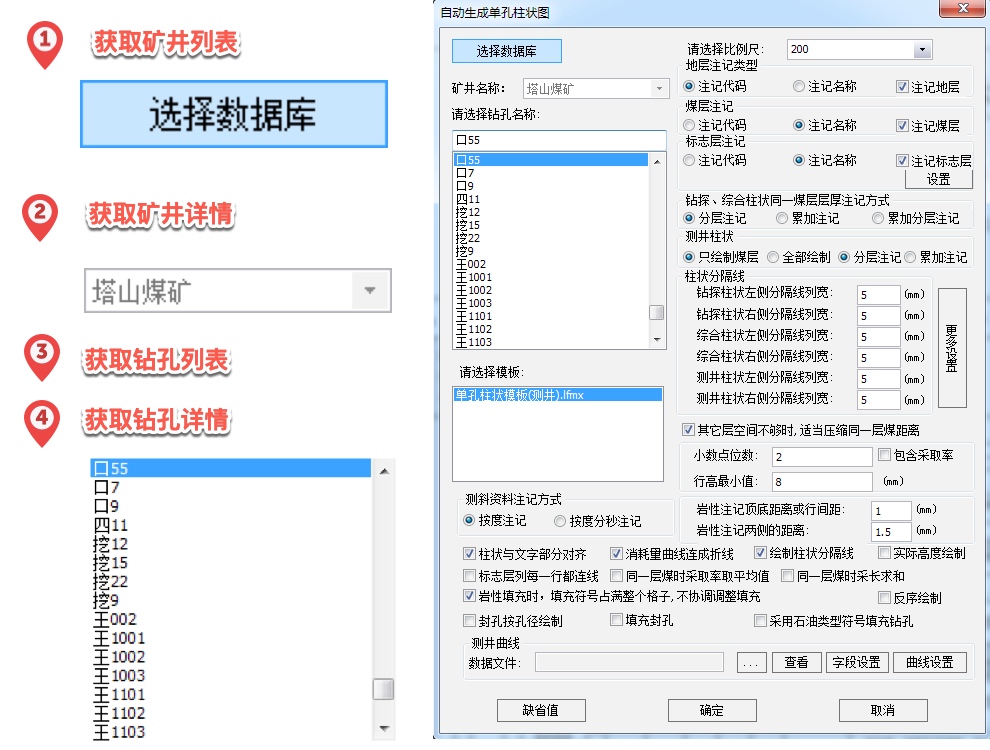 1 获取矿井列表
选择数据库
2 获取矿井详情
塔山煤矿
3 获取钻孔列表
4 获取钻孔详情
口55
口7
口9
四11
挖12
挖15
挖22
挖9
王002
王1001
王1002
王1003
王1101
王1102
王1103
自动生成单孔柱状图
选择数据库
矿井名称: 塔山煤矿
请选择钻孔名称:
口55
口55
口7
口9
四11
挖12
挖15
挖22
挖9
王002
王1001
王1002
王1003
王1101
王1102
王1103
请选择模板:
单孔柱状模板(测井).lfmx
测斜资料注记方式
按度注记 按度分秒注记
请选择比例尺: 200
地层注记类型
注记代码 注记名称 注记地层
煤层注记
注记代码 注记名称 注记煤层
标志层注记
注记代码 注记名称 注记标志层
设置
钻探、综合柱状同一煤层层厚注记方式
分层注记 累加注记 累加分层注记
测井柱状
只绘制煤层 全部绘制 分层注记 累加注记
柱状分隔线
钻探柱状左侧分隔线列宽: 5 (mm)
钻探柱状右侧分隔线列宽: 5 (mm)
综合柱状左侧分隔线列宽: 5 (mm)
综合柱状右侧分隔线列宽: 5 (mm)
测井柱状左侧分隔线列宽: 5 (mm)
测井柱状右侧分隔线列宽: 5 (mm)
更多设置
其它层空间不够时,适当压缩同一层煤距离
小数点位数: 2 包含采取率
行高最小值: 8 (mm)
岩性注记顶底距离或行间距: 1 (mm)
岩性注记两侧的距离: 1.5 (mm)
柱状与文字部分对齐 消耗量曲线连成折线 绘制柱状分隔线 实际高度绘制
标志层列每一行都连线 同一层煤时采取率取平均值 同一层煤时采长求和
岩性填充时，填充符号占满整个格子,不协调调整填充 反序绘制
封孔按孔径绘制 填充封孔 采用石油类型符号填充钻孔
测井曲线
数据文件: ... 查看 字段设置 曲线设置
缺省值 确定 取消